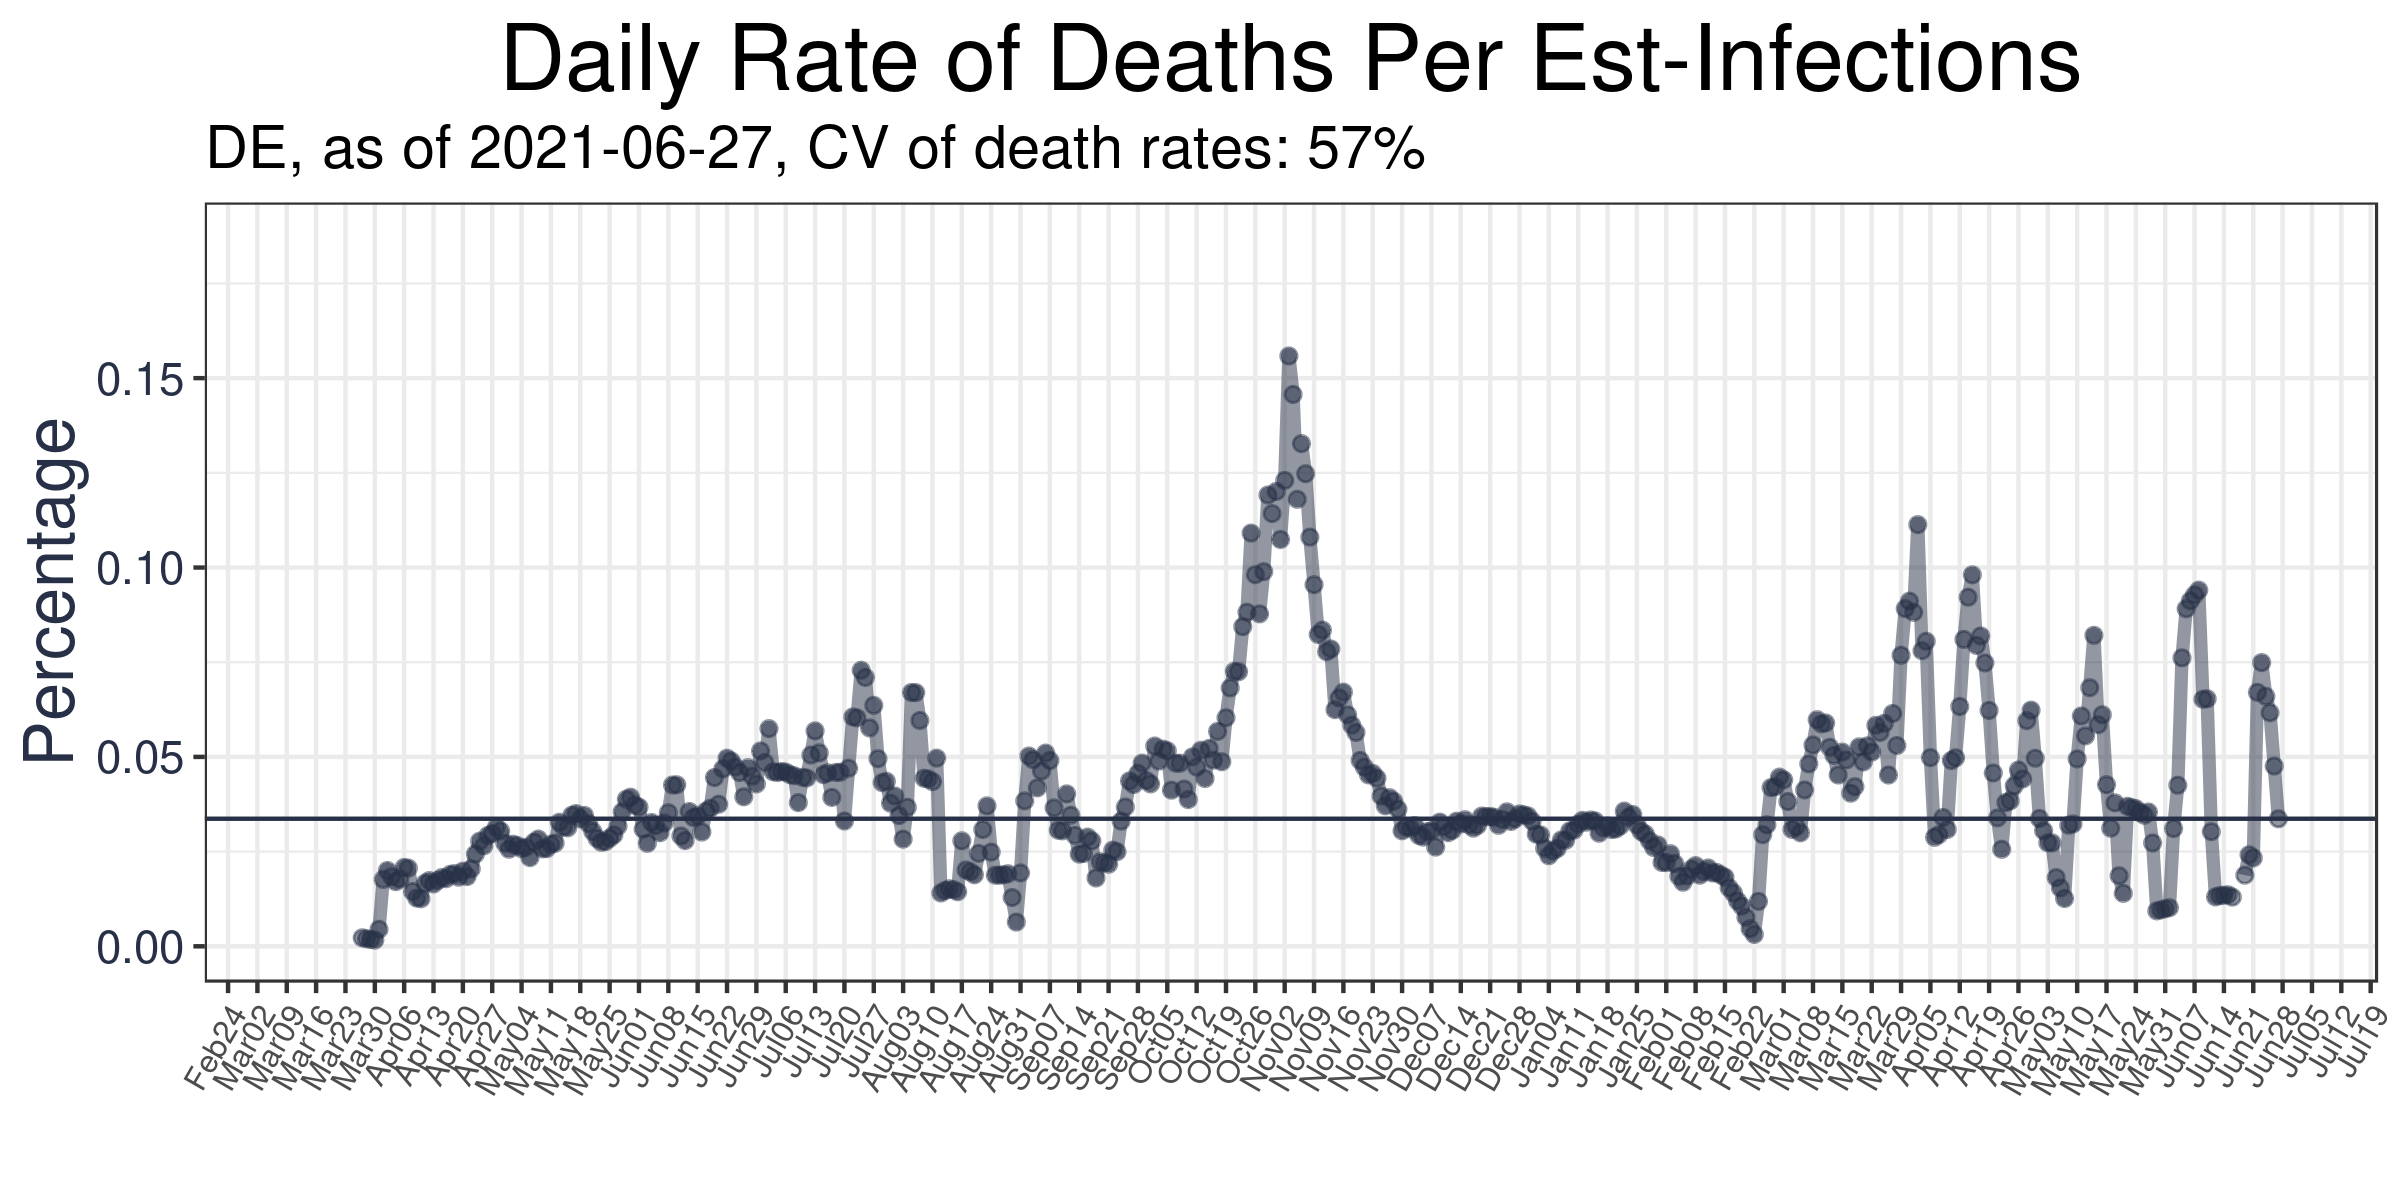 Daily Rate of Deaths Per Est-Infections
DE, as of 2021-06-27, CV of death rates: 57%
Percentage
0.15
0.10
0.05
0.00
Feb24
Mar02
Mar09
Mar16
Mar23
Mar30
Apr06
Apr13
Apr20
Apr27
May04
May11
May18
May25
Jun01
Jun08
Jun15
Jun22
Jun29
Jul06
Jul13
Jul20
Jul27
Aug03
Aug10
Aug17
Aug24
Aug31
Sep07
Sep14
Sep21
Sep28
Oct05
Oct12
Oct19
Oct26
Nov02
Nov09
Nov16
Nov23
Nov30
Dec07
Dec14
Dec21
Dec28
Jan04
Jan11
Jan18
Jan25
Feb01
Feb08
Feb15
Feb22
Mar01
Mar08
Mar15
Mar22
Mar29
Apr05
Apr12
Apr19
Apr26
May03
May10
May17
May24
May31
Jun07
Jun14
Jun21
Jun28
Jul05
Jul12
Jul19